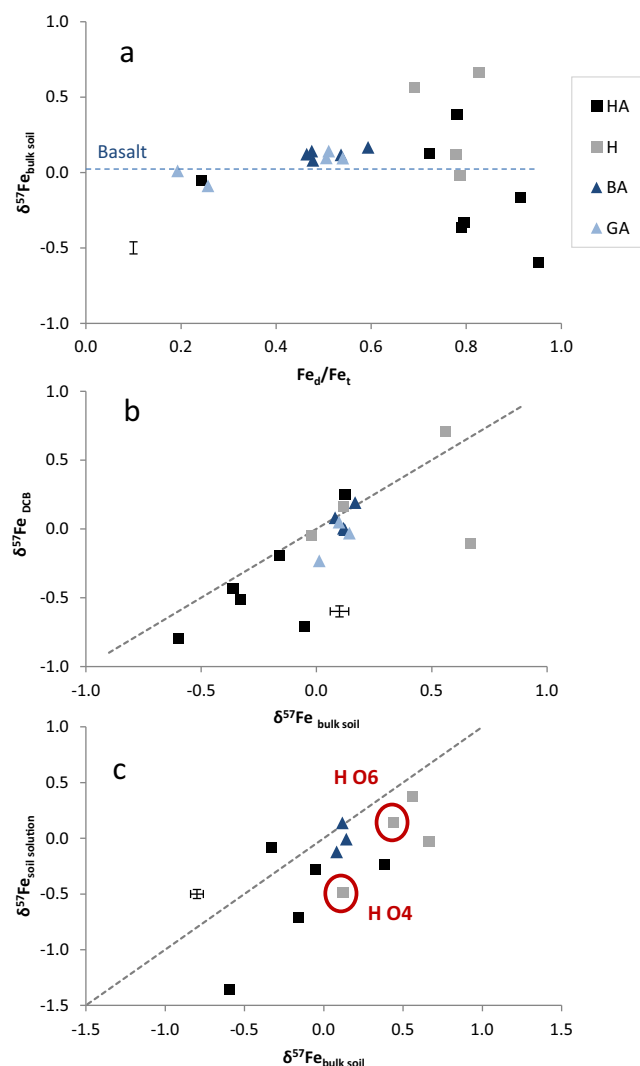 a
1.0
0.5
0.0
-0.5
-1.0
δ⁵⁷Fe bulk soil
Basalt
0.0 0.2 0.4 0.6 0.8 1.0
Fed/Fet
HA
H
BA
GA
b
1.0
0.5
0.0
-0.5
-1.0
δ⁵⁷Fe DCB
-1.0 -0.5 0.0 0.5 1.0
δ⁵⁷Fe bulk soil
c
1.0
0.5
0.0
-0.5
-1.0
-1.5
δ⁵⁷Fe soil solution
H O6
H O4
-1.5 -1.0 -0.5 0.0 0.5 1.0 1.5
δ⁵⁷Fe bulk soil